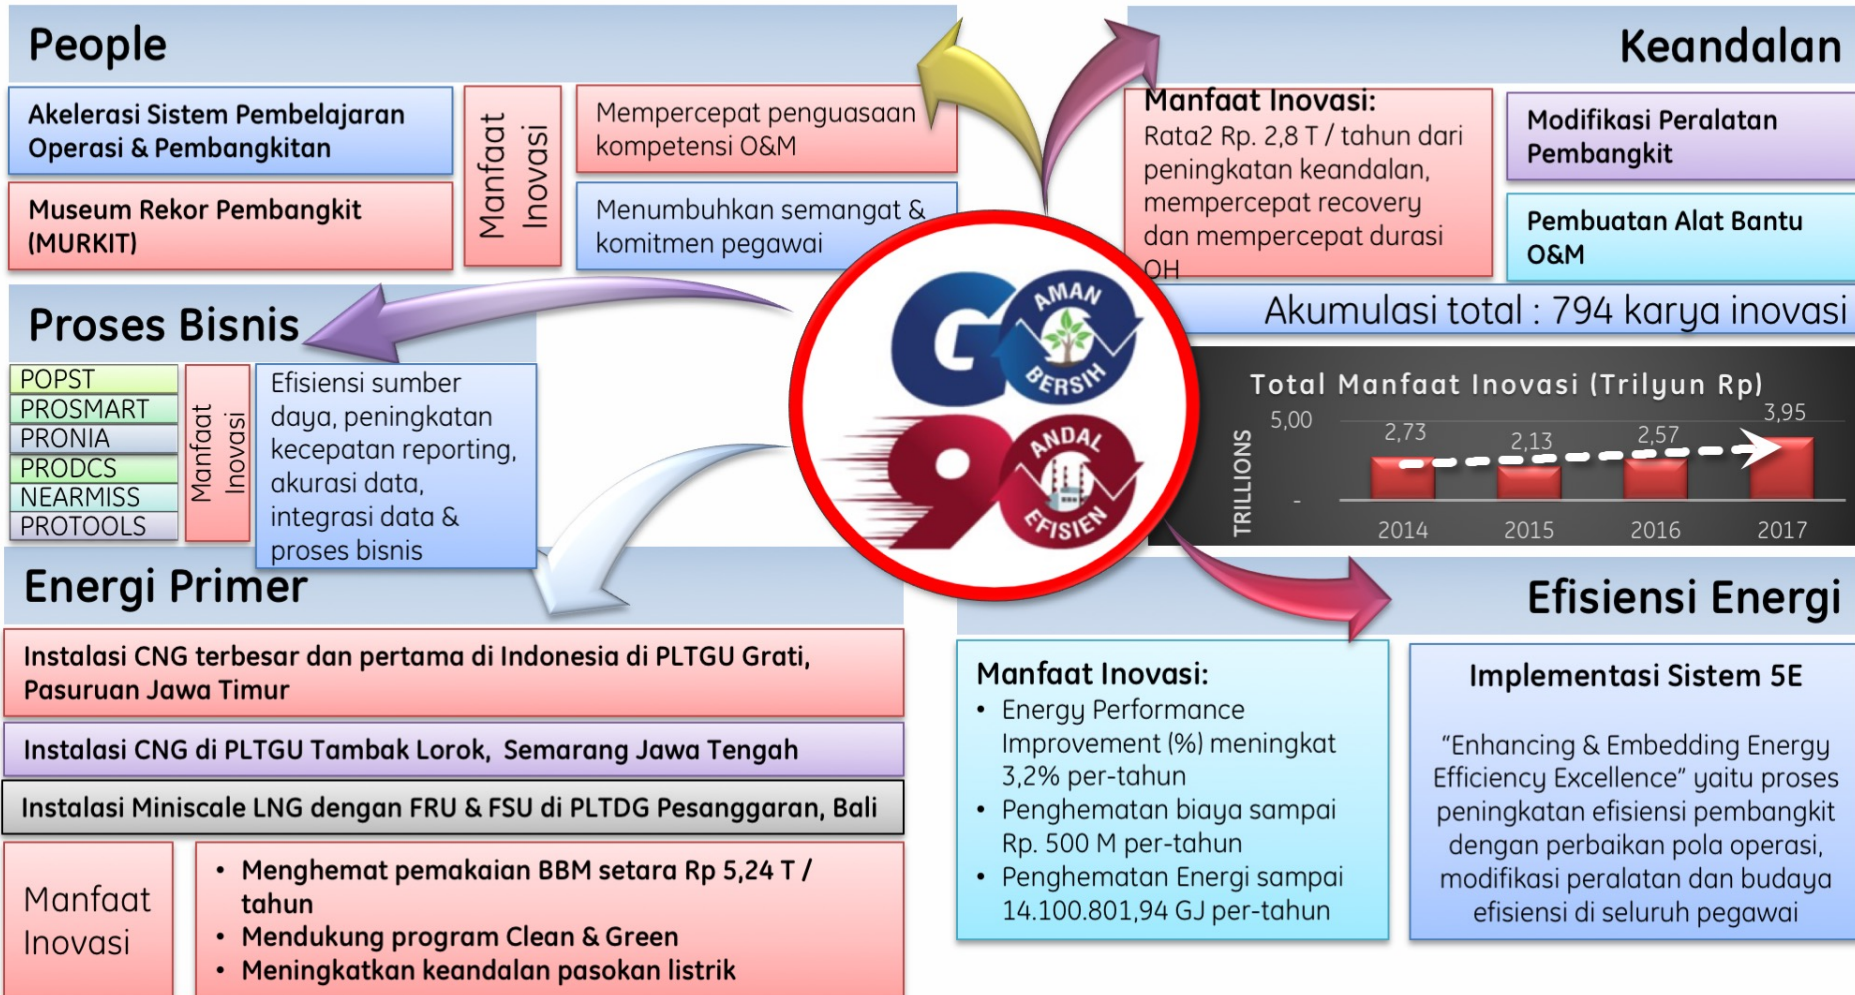 People
Akelerasi Sistem Pembelajaran
Operasi & Pembangkitan
Museum Rekor Pembangkit
(MURKIT)
Manfaat
Inovasi
Mempercepat penguasaan
kompetensi O&M
Menumbuhkan semangat &
komitmen pegawai
Keandalan
Manfaat Inovasi:
Rata2 Rp. 2,8 T / tahun dari
peningkatan keandalan,
mempercepat recovery
dan mempercepat durasi
OH
Modifikasi Peralatan
Pembangkit
Pembuatan Alat Bantu
O&M
Akumulasi total : 794 karya inovasi
Total Manfaat Inovasi (Trilyun Rp)
TRILLIONS
5,00
-
2,73
2,13
2,57
3,95
2014
2015
2016
2017
GO
AMAN
BERSIH
90
ANDAL
EFISIEN
Proses Bisnis
POPST
PROSMART
PRONIA
PRODCS
NEARMISS
PROTOOLS
Manfaat
Inovasi
Efisiensi sumber
daya, peningkatan
kecepatan reporting,
akurasi data,
integrasi data &
proses bisnis
Energi Primer
Instalasi CNG terbesar dan pertama di Indonesia di PLTGU Grati,
Pasuruan Jawa Timur
Instalasi CNG di PLTGU Tambak Lorok, Semarang Jawa Tengah
Instalasi Miniscale LNG dengan FRU & FSU di PLTDG Pesanggaran, Bali
Manfaat
Inovasi
• Menghemat pemakaian BBM setara Rp 5,24 T /
tahun
• Mendukung program Clean & Green
• Meningkatkan keandalan pasokan listrik
Efisiensi Energi
Manfaat Inovasi:
• Energy Performance
Improvement (%) meningkat
3,2% per-tahun
• Penghematan biaya sampai
Rp. 500 M per-tahun
• Penghematan Energi sampai
14.100.801,94 GJ per-tahun
Implementasi Sistem 5E
“Enhancing & Embedding Energy
Efficiency Excellence” yaitu proses
peningkatan efisiensi pembangkit
dengan perbaikan pola operasi,
modifikasi peralatan dan budaya
efisiensi di seluruh pegawai